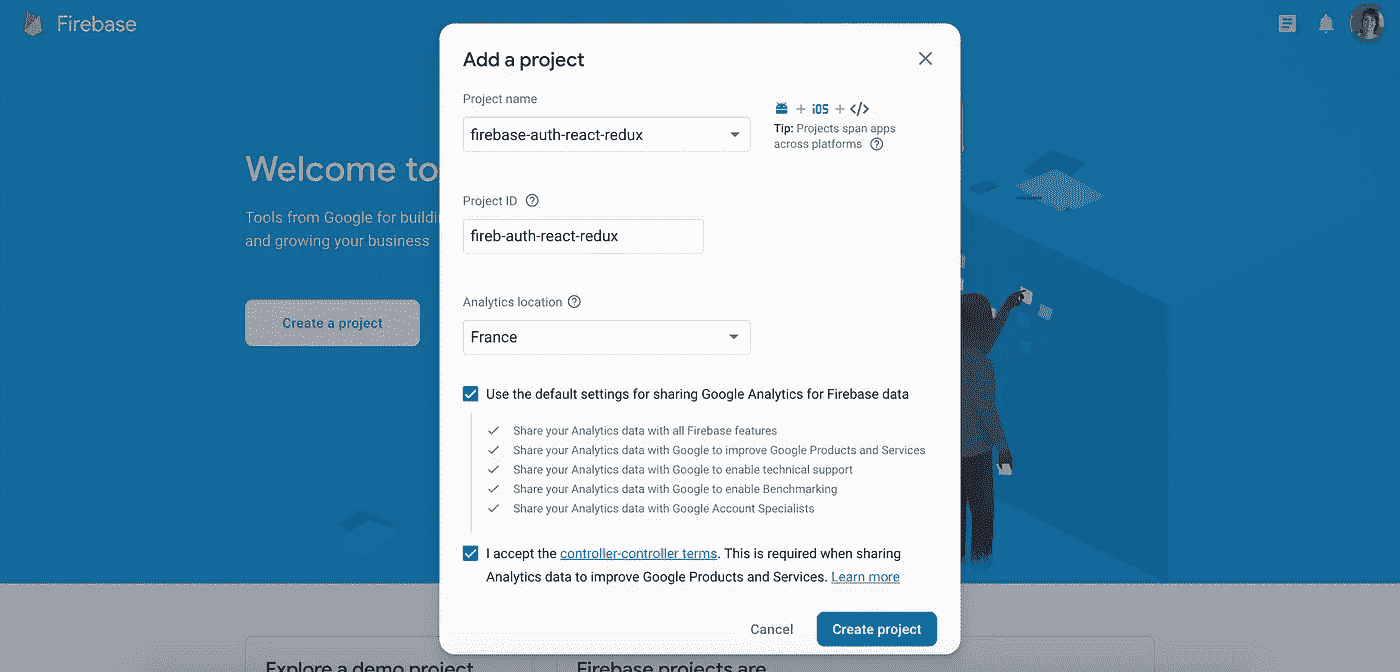 Firebase
Add a project
Project name
firebase-auth-react-redux
+ iOS + </>
Tip: Projects span apps
across platforms
Welcome to
Tools from Google for buildi
and growing your business
Create a project
Project ID
fireb-auth-react-redux
Analytics location
France
Use the default settings for sharing Google Analytics for Firebase data
Share your Analytics data with all Firebase features
Share your Analytics data with Google to improve Google Products and Services
Share your Analytics data with Google to enable technical support
Share your Analytics data with Google to enable Benchmarking
Share your Analytics data with Google Account Specialists
I accept the controller-controller terms. This is required when sharing
Analytics data to improve Google Products and Services. Learn more
Cancel
Create project
Explore a demo project
Firebase projects are